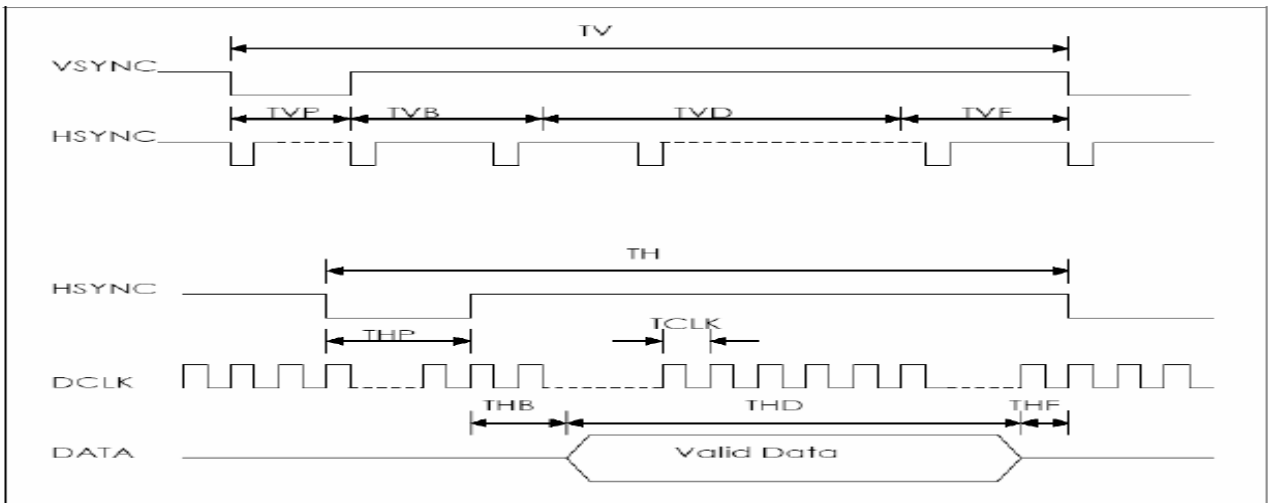 TV
VSYNC
TVP TVB TVD TVF
HSYNC
TH
HSYNC
THP TCLK
DCLK
THB THD THF
DATA Valid Data